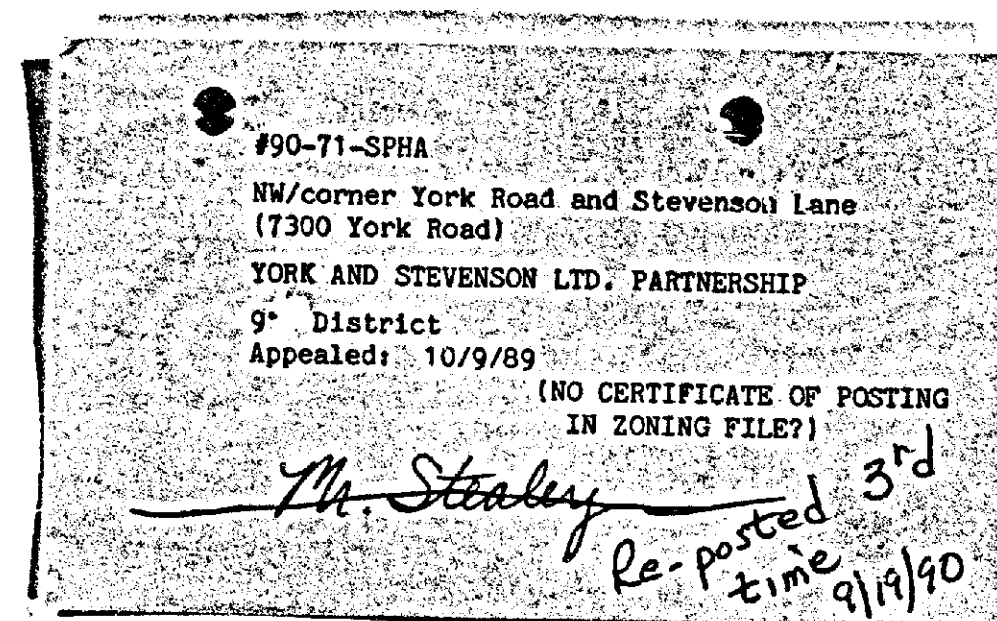 #90-71-SPHA
NW/corner York Road and Stevenson Lane
(7300 York Road)
YORK AND STEVENSON LTD. PARTNERSHIP
9" District
Appealed: 10/9/89
(NO CERTIFICATE OF POSTING
IN ZONING FILE?)
Mr. Stealey
Re-posted 3rd
time 9/19/90